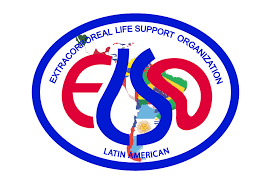 EXTRACORPOREAL LIFE SUPPORT ORGANIZATION
ELSO
LATIN AMERICAN